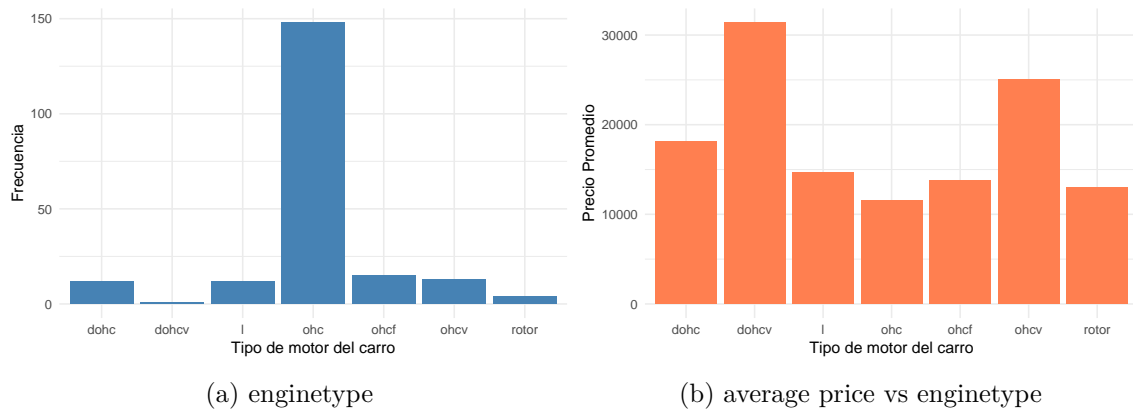 150
100
50
0
Frecuencia
dohc dohcv l ohc ohcf ohcv rotor
Tipo de motor del carro
(a) enginetype
30000
20000
10000
0
Precio Promedio
dohc dohcv l ohc ohcf ohcv rotor
Tipo de motor del carro
(b) average price vs enginetype